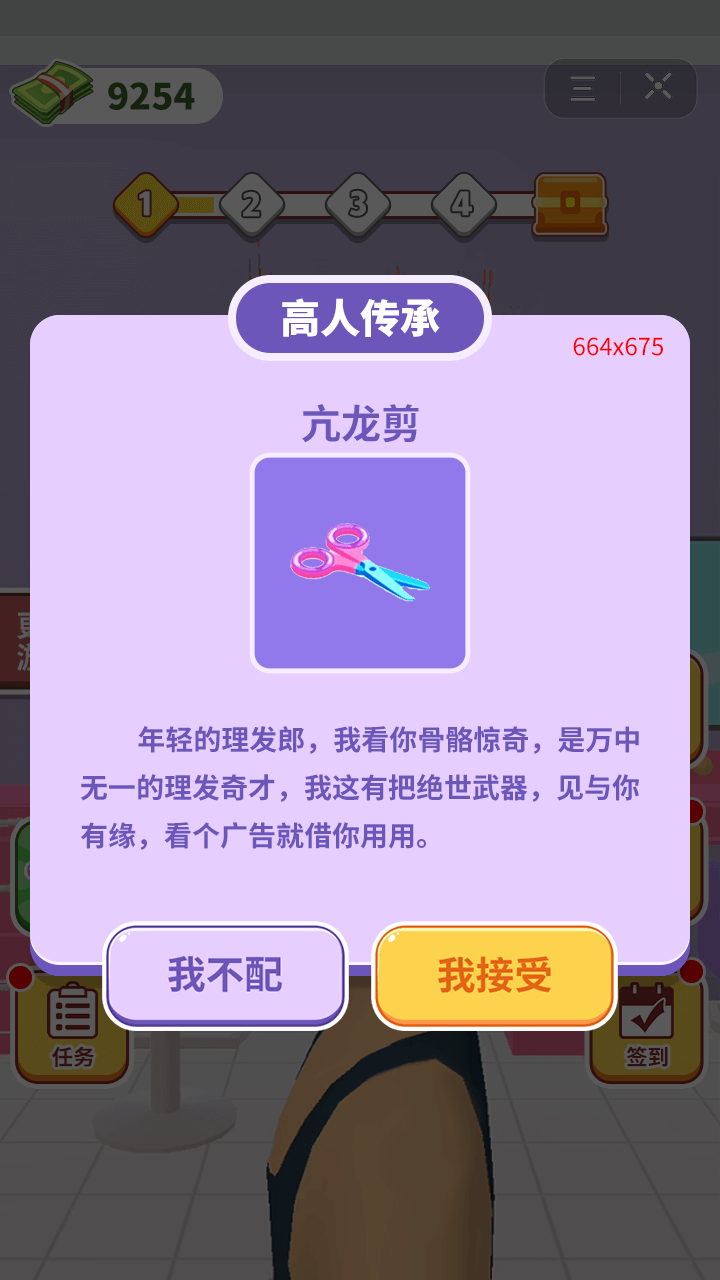 9254
1 2 3 4
高人传承
664x675
亢龙剪
年轻的理发郎，我看你骨骼惊奇，是万中
无一的理发奇才，我这有把绝世武器，见与你
有缘，看个广告就借你用用。
我不配 我接受
任务 签到